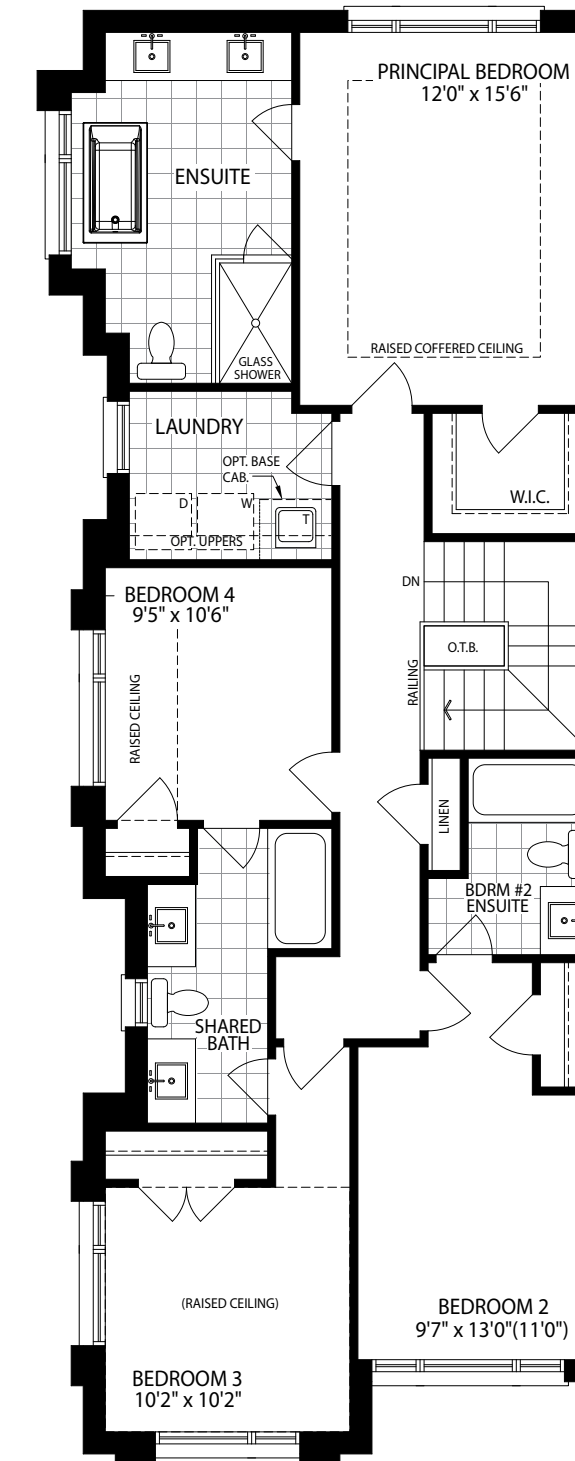 PRINCIPAL BEDROOM
12'0" x 15'6"
ENSUITE
RAISED COFFERED CEILING
GLASS
SHOWER
LAUNDRY
OPT. BASE
CAB.
W.I.C.
D
W
T
OPT. UPPERS
DN
BEDROOM 4
9'5" x 10'6"
O.T.B.
RAILING
RAISED CEILING
LINEN
BDRM #2
ENSUITE
SHARED
BATH
(RAISED CEILING)
BEDROOM 2
9'7" x 13'0"(11'0")
BEDROOM 3
10'2" x 10'2"